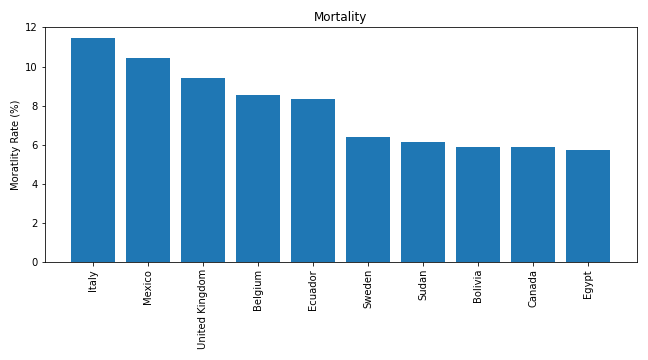 Mortality
Moratlity Rate (%)
12
10
8
6
4
2
0
Italy
Mexico
United Kingdom
Belgium
Ecuador
Sweden
Sudan
Bolivia
Canada
Egypt